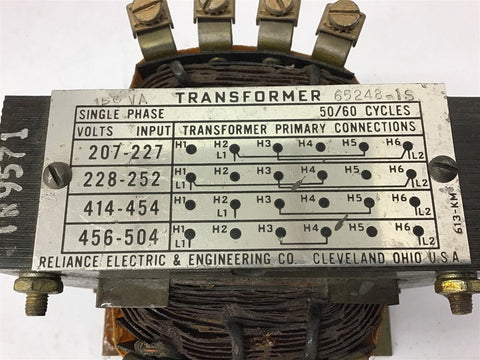 150 VA TRANSFORMER 65248-1S
SINGLE PHASE 50/60 CYCLES
VOLTS INPUT TRANSFORMER PRIMARY CONNECTIONS
207-227 H1 H2 H3 H4 H5 H6
L1 L2
228-252 H1 H2 H3 H4 H5 H6
L1 L2
414-454 H1 H2 H3 H4 H5 H6
L1 L2
456-504 H1 H2 H3 H4 H5 H6
L1 L2
RELIANCE ELECTRIC & ENGINEERING CO. CLEVELAND OHIO U.S.A
613-KM
1K9571